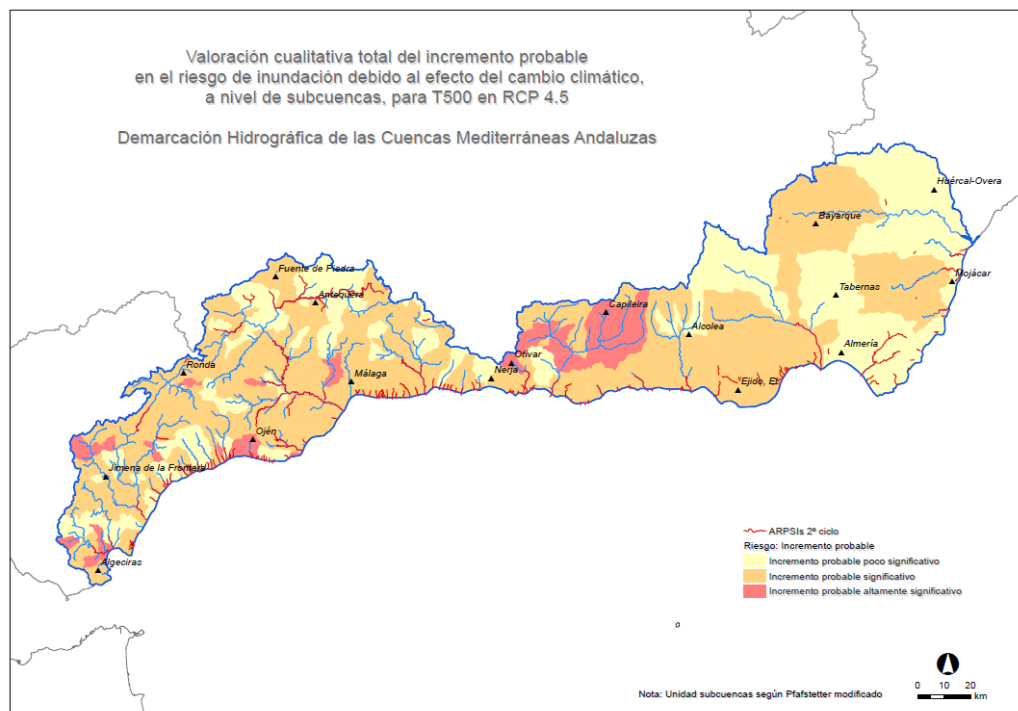 Valoración cualitativa total del incremento probable
en el riesgo de inundación debido al efecto del cambio climático,
a nivel de subcuencas, para T500 en RCP 4.5
Demarcación Hidrográfica de las Cuencas Mediterráneas Andaluzas
Huércal-Overa
Bayarque
Fuente de Piedra
Mojácar
Tabernas
Antequera
Capileira
Alcolea
Almería
Otívar
Ronda
Nerja
Málaga
Ejido, El
Ojén
Jimena de la Frontera
Algeciras
ARPSIs 2º ciclo
Riesgo: Incremento probable
Incremento probable poco significativo
Incremento probable significativo
Incremento probable altamente significativo
Nota: Unidad subcuencas según Pfafstetter modificado
0 10 20
km